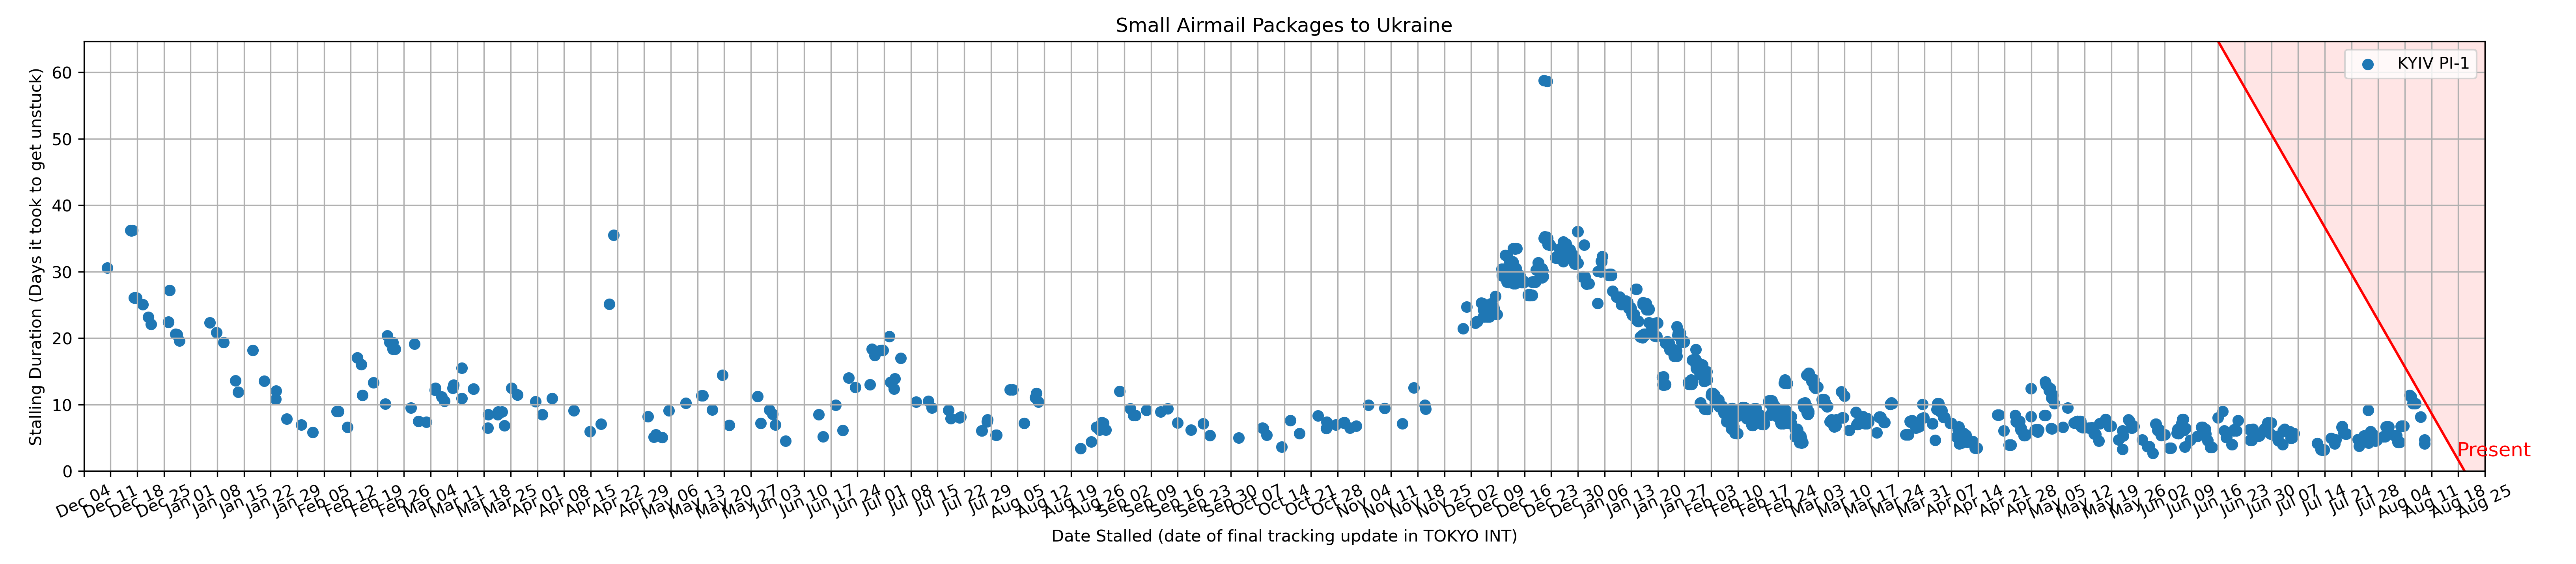 Small Airmail Packages to Ukraine
KYIV PI-1
Stalling Duration (Days it took to get unstuck)
60
50
40
30
20
10
0
Present
Dec 04 Dec 11 Dec 18 Dec 25 Jan 01 Jan 08 Jan 15 Jan 22 Jan 29 Feb 05 Feb 12 Feb 19 Feb 26 Mar 04 Mar 11 Mar 18 Mar 25 Apr 01 Apr 08 Apr 15 Apr 22 Apr 29 May 06 May 13 May 20 May 27 Jun 03 Jun 10 Jun 17 Jun 24 Jul 01 Jul 08 Jul 15 Jul 22 Jul 29 Aug 05 Aug 12 Aug 19 Aug 26 Sep 02 Sep 09 Sep 16 Sep 23 Sep 30 Oct 07 Oct 14 Oct 21 Oct 28 Nov 04 Nov 11 Nov 18 Nov 25 Dec 02 Dec 09 Dec 16 Dec 23 Dec 30 Jan 06 Jan 13 Jan 20 Jan 27 Feb 03 Feb 10 Feb 17 Feb 24 Mar 03 Mar 10 Mar 17 Mar 24 Mar 31 Apr 07 Apr 14 Apr 21 Apr 28 May 05 May 12 May 19 May 26 Jun 02 Jun 09 Jun 16 Jun 23 Jun 30 Jul 07 Jul 14 Jul 21 Jul 28 Aug 04 Aug 11 Aug 18 Aug 25
Date Stalled (date of final tracking update in TOKYO INT)